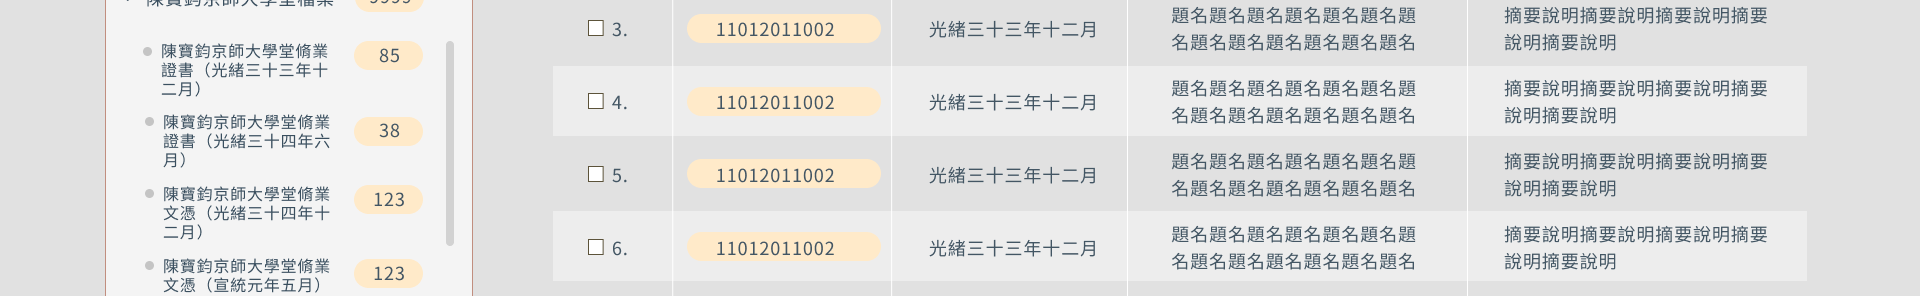 陳寶鈞京師大學堂檔案
9999
陳寶鈞京師大學堂脩業
證書（光緒三十三年十
二月）
85
陳寶鈞京師大學堂脩業
證書（光緒三十四年六
月）
38
陳寶鈞京師大學堂脩業
文憑（光緒三十四年十
二月）
123
陳寶鈞京師大學堂脩業
文憑（宣統元年五月）
123
3.
11012011002
光緒三十三年十二月
題名題名題名題名題名題名題
名題名題名題名題名題名題名
摘要說明摘要說明摘要說明摘要
說明摘要說明
4.
11012011002
光緒三十三年十二月
題名題名題名題名題名題名題
名題名題名題名題名題名題名
摘要說明摘要說明摘要說明摘要
說明摘要說明
5.
11012011002
光緒三十三年十二月
題名題名題名題名題名題名題
名題名題名題名題名題名題名
摘要說明摘要說明摘要說明摘要
說明摘要說明
6.
11012011002
光緒三十三年十二月
題名題名題名題名題名題名題
名題名題名題名題名題名題名
摘要說明摘要說明摘要說明摘要
說明摘要說明